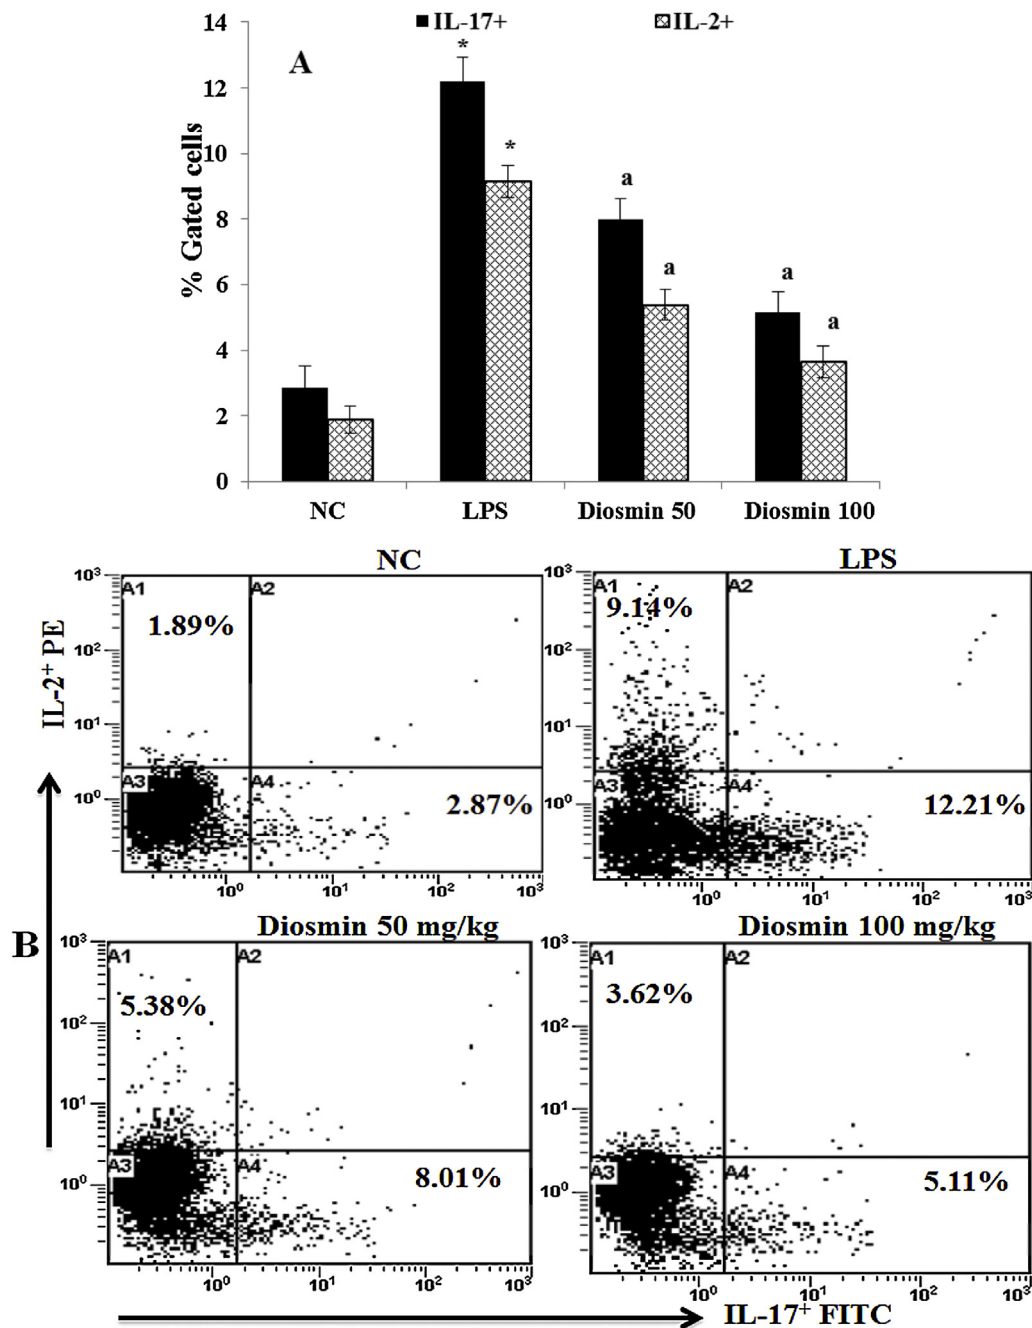 14
IL-17+ IL-2+
A
*
*
12
10
8
6
4
2
0
% Gated cells
a
a
a
a
NC LPS Diosmin 50 Diosmin 100
B
IL-2⁺ PE
NC
10³
10²
10¹
10⁰
A1 A2
1.89%
A3 A4
2.87%
10⁰ 10¹ 10² 10³
LPS
10³
10²
10¹
10⁰
A1 A2
9.14%
A3 A4
12.21%
10⁰ 10¹ 10² 10³
Diosmin 50 mg/kg
10³
10²
10¹
10⁰
A1 A2
5.38%
A3 A4
8.01%
10⁰ 10¹ 10² 10³
Diosmin 100 mg/kg
10³
10²
10¹
10⁰
A1 A2
3.62%
A3 A4
5.11%
10⁰ 10¹ 10² 10³
IL-17⁺ FITC